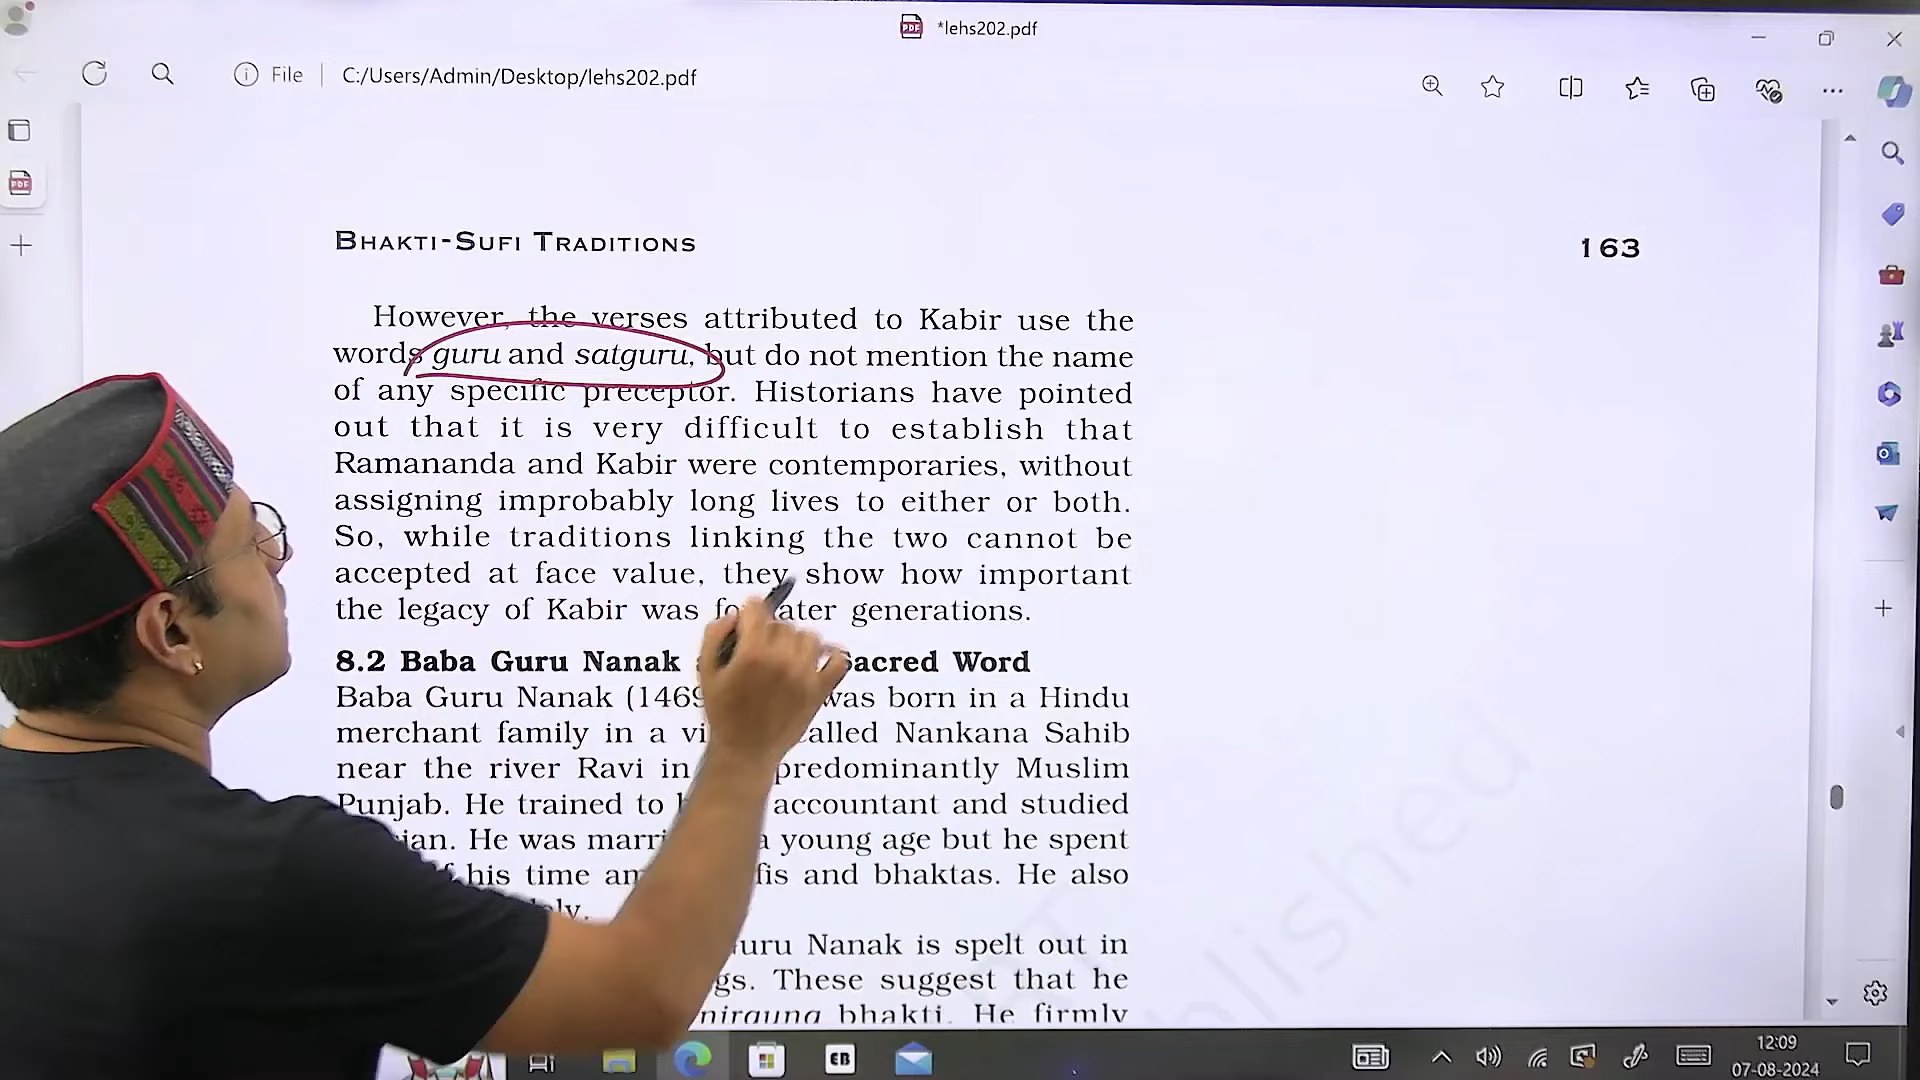 *lehs202.pdf
File
C:/Users/Admin/Desktop/lehs202.pdf
BHAKTI-SUFI TRADITIONS
163
However, the verses attributed to Kabir use the
words guru and satguru, but do not mention the name
of any specific preceptor. Historians have pointed
out that it is very difficult to establish that
Ramananda and Kabir were contemporaries, without
assigning improbably long lives to either or both.
So, while traditions linking the two cannot be
accepted at face value, they show how important
the legacy of Kabir was for later generations.
8.2 Baba Guru Nanak Sacred Word
Baba Guru Nanak (1469 was born in a Hindu
merchant family in a called Nankana Sahib
near the river Ravi in predominantly Muslim
Punjab. He trained to accountant and studied
He was young age but he spent
his time and bhaktas. He also
Guru Nanak is spelt out in
These suggest that he
nirguna bhakti. He firmly
EB
12:09
07-08-2024